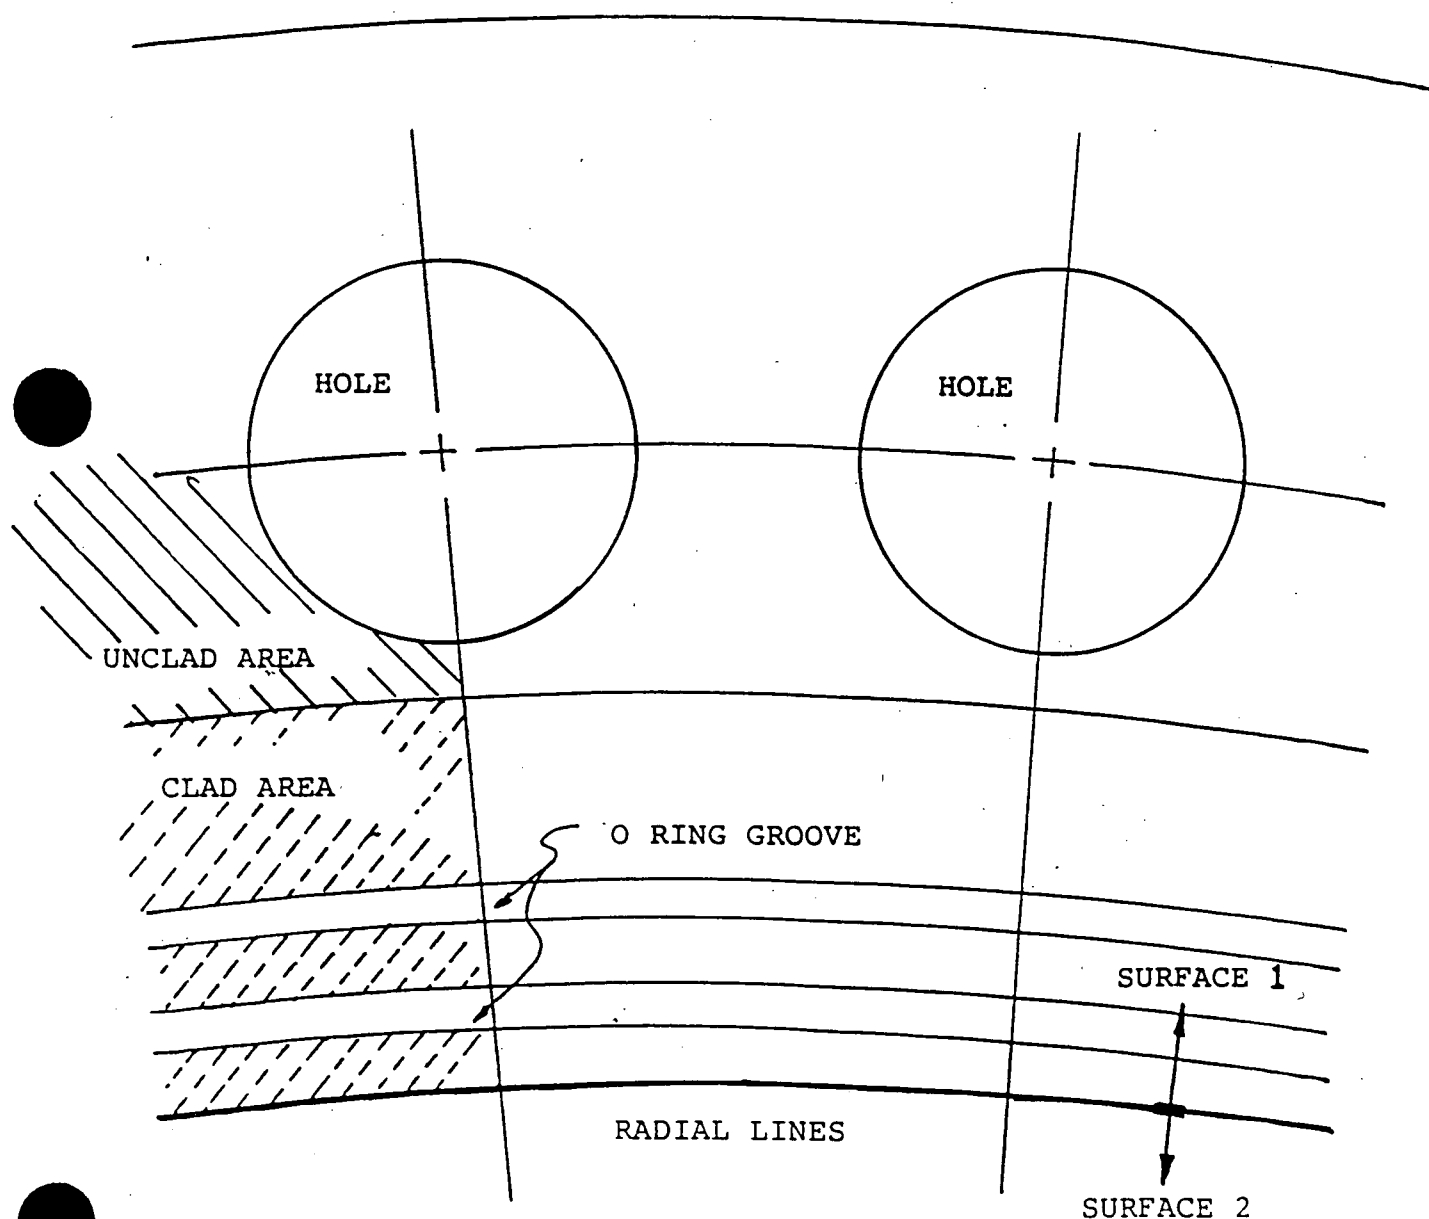 HOLE
HOLE
UNCLAD AREA
CLAD AREA
O RING GROOVE
SURFACE 1
RADIAL LINES
SURFACE 2